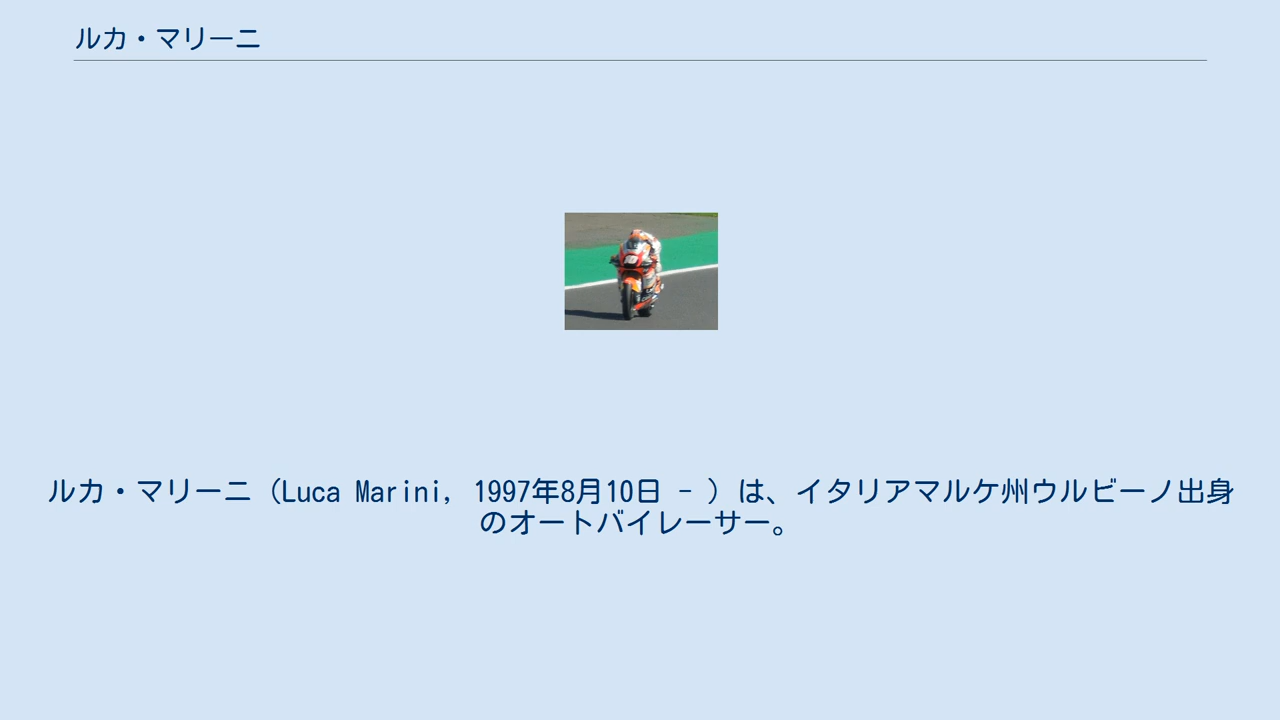 ルカ・マリーニ
ルカ・マリーニ（Luca Marini, 1997年8月10日 - ）は、イタリアマルケ州ウルビーノ出身
のオートバイレーサー。